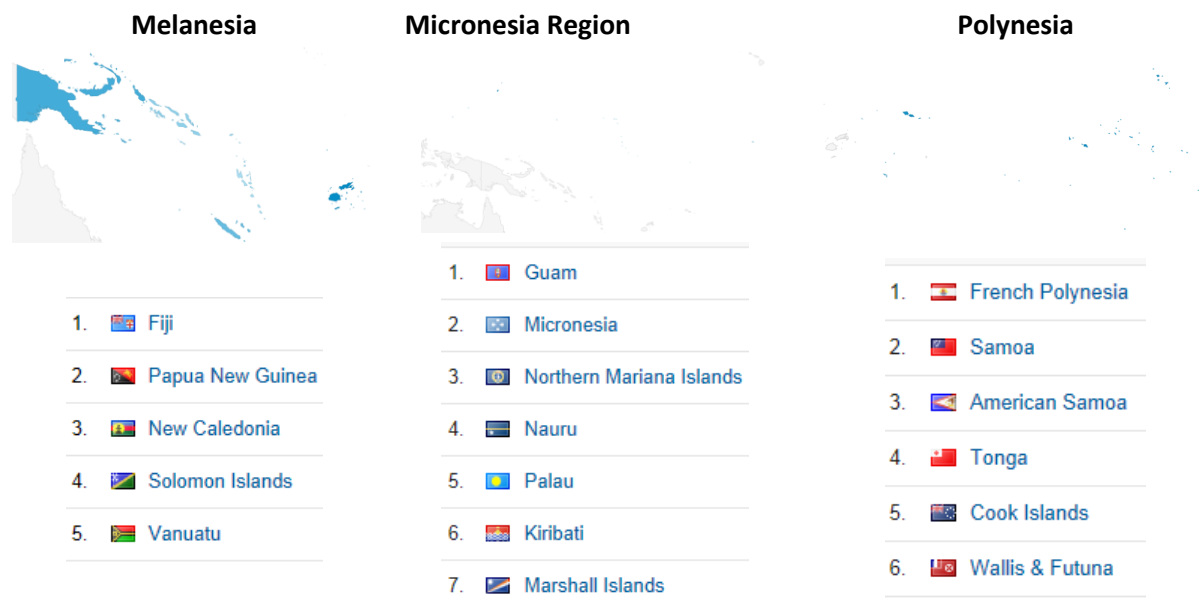 Melanesia
Micronesia Region
Polynesia
1. Fiji
2. Papua New Guinea
3. New Caledonia
4. Solomon Islands
5. Vanuatu
1. Guam
2. Micronesia
3. Northern Mariana Islands
4. Nauru
5. Palau
6. Kiribati
7. Marshall Islands
1. French Polynesia
2. Samoa
3. American Samoa
4. Tonga
5. Cook Islands
6. Wallis & Futuna